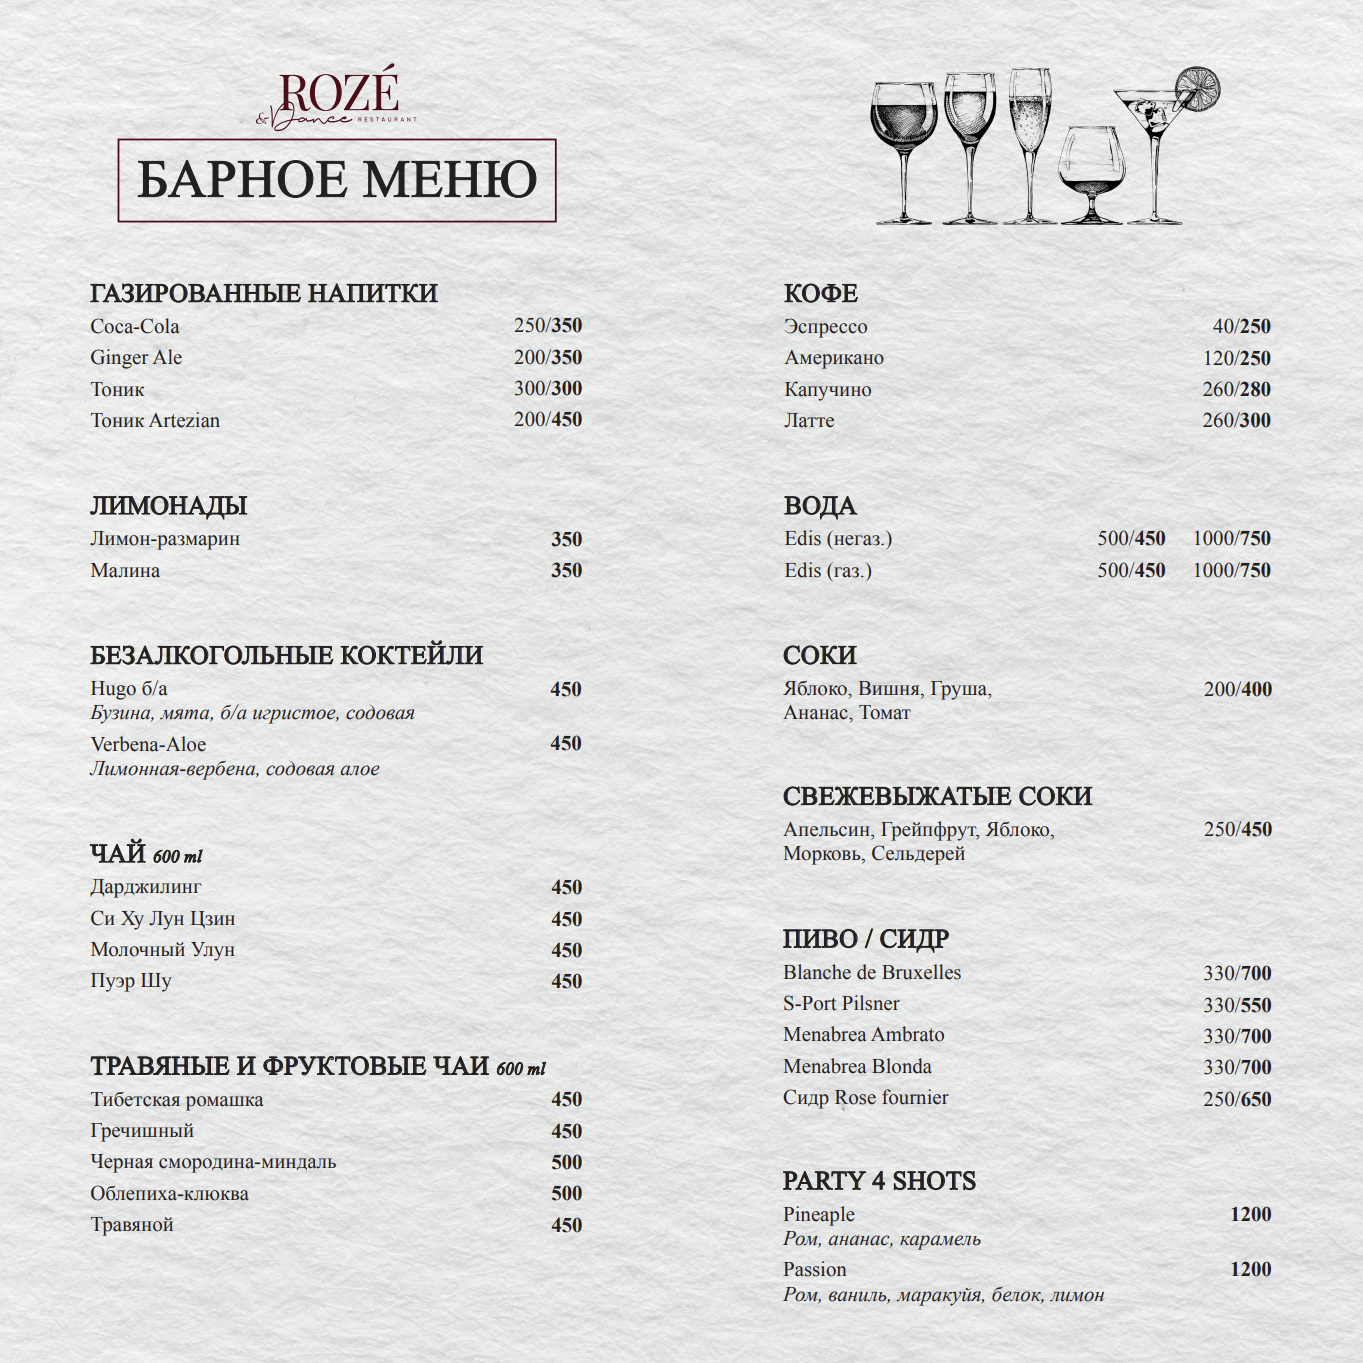 ROZÉ
& Dance RESTAURANT
БАРНОЕ МЕНЮ
ГАЗИРОВАННЫЕ НАПИТКИ
Coca-Cola 250/350
Ginger Ale 200/350
Тоник 300/300
Тоник Artezian 200/450
ЛИМОНАДЫ
Лимон-размарин 350
Малина 350
БЕЗАЛКОГОЛЬНЫЕ КОКТЕЙЛИ
Hugo б/а 450
Бузина, мята, б/а игристое, содовая
Verbena-Aloe 450
Лимонная-вербена, содовая алое
ЧАЙ 600 ml
Дарджилинг 450
Си Ху Лун Цзин 450
Молочный Улун 450
Пуэр Шу 450
ТРАВЯНЫЕ И ФРУКТОВЫЕ ЧАИ 600 ml
Тибетская ромашка 450
Гречишный 450
Черная смородина-миндаль 500
Облепиха-клюква 500
Травяной 450
КОФЕ
Эспрессо 40/250
Американо 120/250
Капучино 260/280
Латте 260/300
ВОДА
Edis (негаз.) 500/450 1000/750
Edis (газ.) 500/450 1000/750
СОКИ
Яблоко, Вишня, Груша, 200/400
Ананас, Томат
СВЕЖЕВЫЖАТЫЕ СОКИ
Апельсин, Грейпфрут, Яблоко, 250/450
Морковь, Сельдерей
ПИВО / СИДР
Blanche de Bruxelles 330/700
S-Port Pilsner 330/550
Menabrea Ambrato 330/700
Menabrea Blonda 330/700
Сидр Rose fournier 250/650
PARTY 4 SHOTS
Pineaple 1200
Ром, ананас, карамель
Passion 1200
Ром, ваниль, маракуйя, белок, лимон